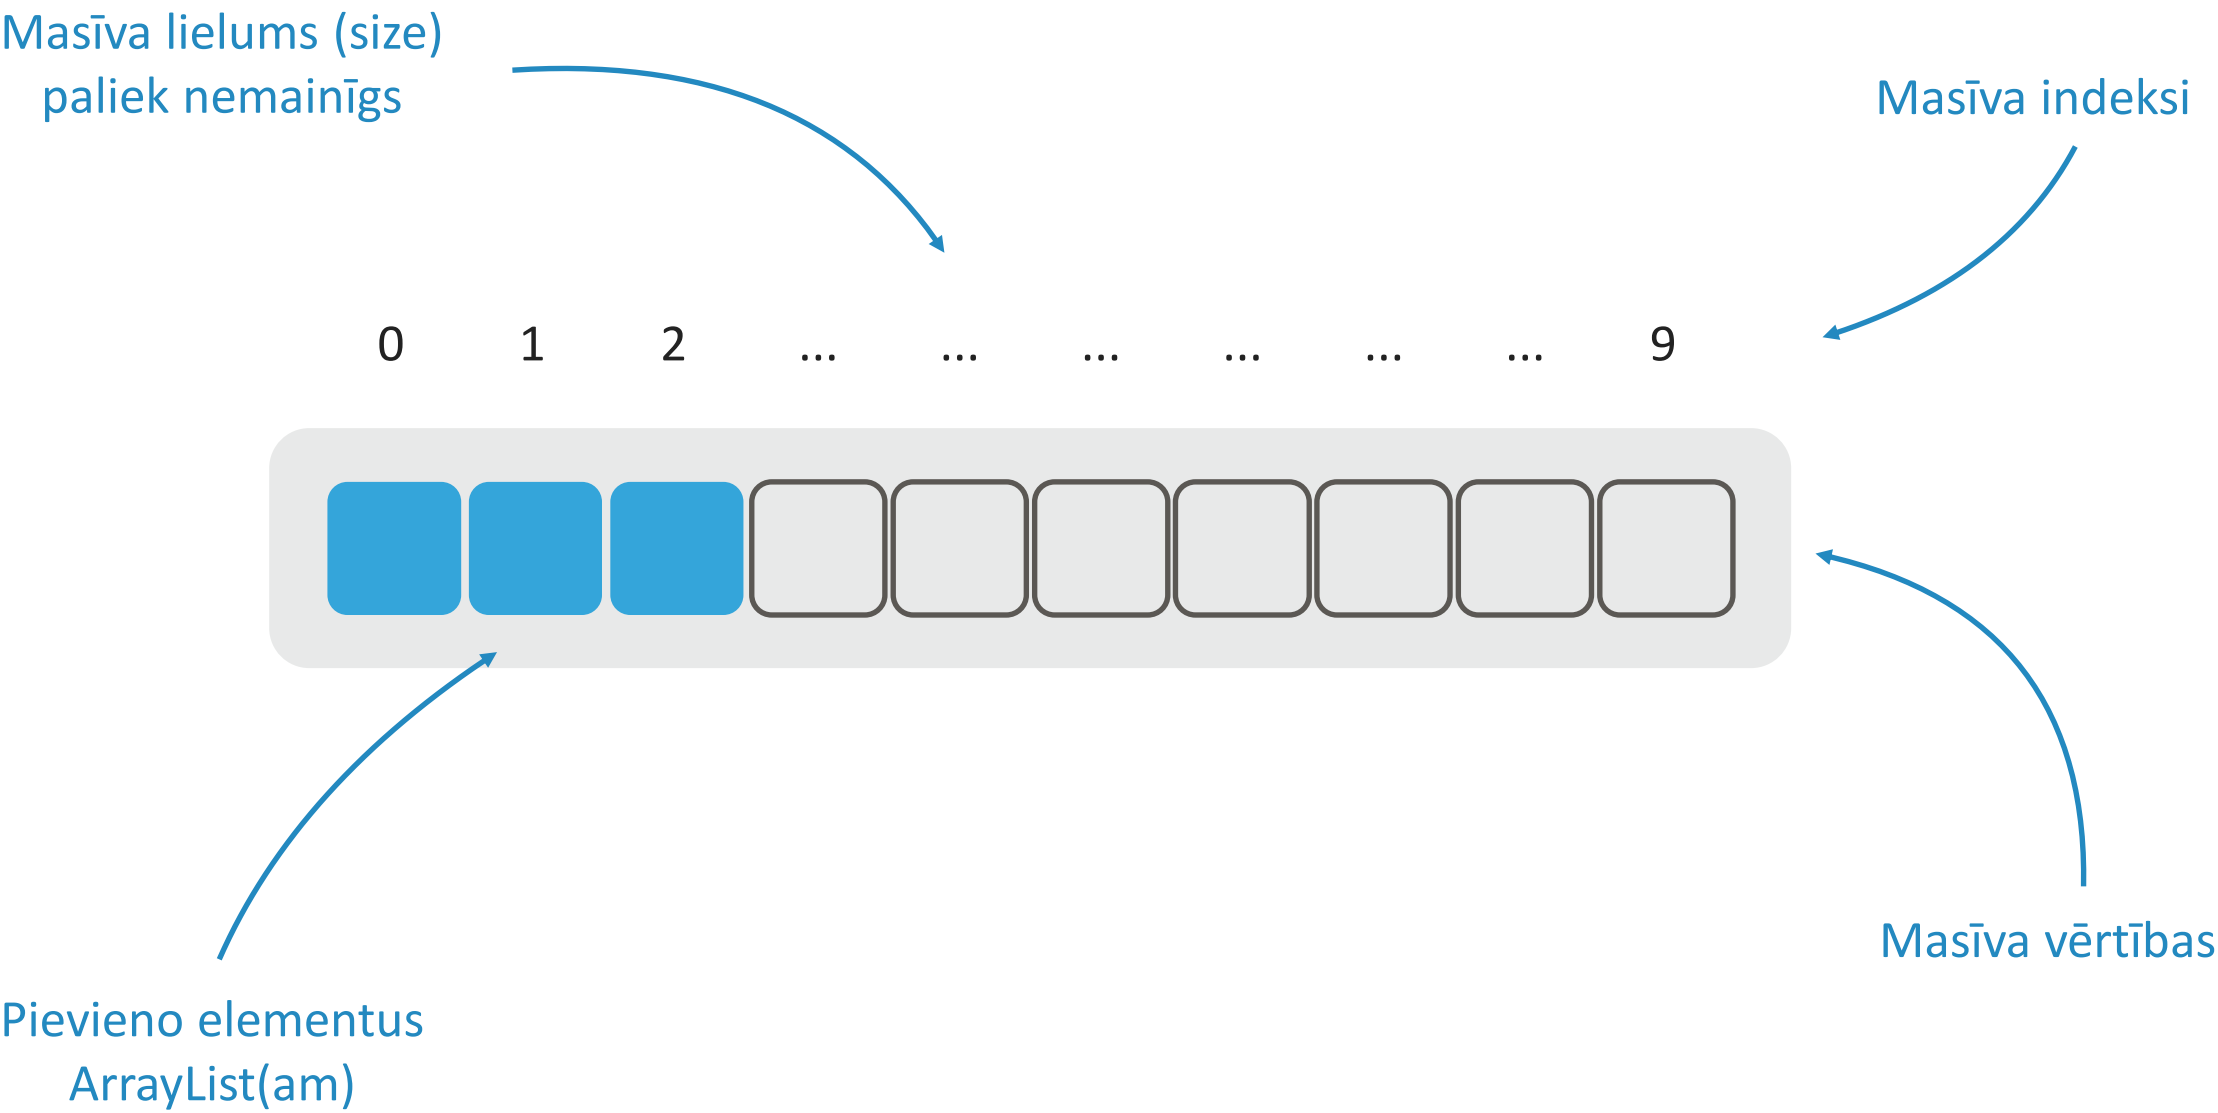 Masīva lielums (size)
paliek nemainīgs
Masīva indeksi
0 1 2 ... ... ... ... ... ... 9
Masīva vērtības
Pievieno elementus
ArrayList(am)